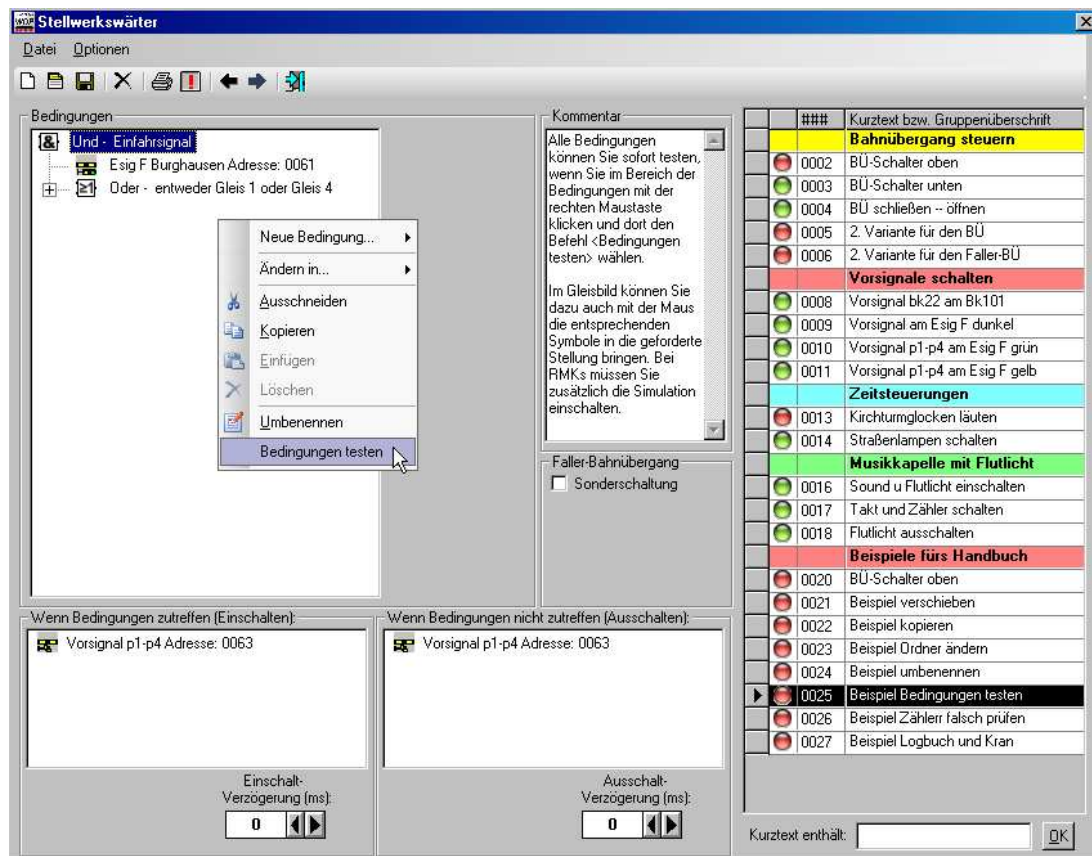 Stellwerkswärter
Datei Optionen
Bedingungen
Und - Einfahrsignal
Esig F Burghausen Adresse: 0061
Oder - entweder Gleis 1 oder Gleis 4
Neue Bedingung...
Ändern in...
Ausschneiden
Kopieren
Einfügen
Löschen
Umbenennen
Bedingungen testen
Kommentar
Alle Bedingungen
können Sie sofort testen,
wenn Sie im Bereich der
Bedingungen mit der
rechten Maustaste
klicken und dort den
Befehl <Bedingungen
testen> wählen.
Im Gleisbild können Sie
dazu auch mit der Maus
die entsprechenden
Symbole in die geforderte
Stellung bringen. Bei
RMKs müssen Sie
zusätzlich die Simulation
einschalten.
Faller-Bahnübergang
Sonderschaltung
Wenn Bedingungen zutreffen (Einschalten):
Vorsignal p1-p4 Adresse: 0063
Einschalt-
Verzögerung (ms):
0
Wenn Bedingungen nicht zutreffen (Ausschalten):
Vorsignal p1-p4 Adresse: 0063
Ausschalt-
Verzögerung (ms):
0
### Kurztext bzw. Gruppenüberschrift
Bahnübergang steuern
0002 BÜ-Schalter oben
0003 BÜ-Schalter unten
0004 BÜ schließen -- öffnen
0005 2. Variante für den BÜ
0006 2. Variante für den Faller-BÜ
Vorsignale schalten
0008 Vorsignal bk22 am Bk101
0009 Vorsignal am Esig F dunkel
0010 Vorsignal p1-p4 am Esig F grün
0011 Vorsignal p1-p4 am Esig F gelb
Zeitsteuerungen
0013 Kirchturmglocken läuten
0014 Straßenlampen schalten
Musikkapelle mit Flutlicht
0016 Sound u Flutlicht einschalten
0017 Takt und Zähler schalten
0018 Flutlicht ausschalten
Beispiele fürs Handbuch
0020 BÜ-Schalter oben
0021 Beispiel verschieben
0022 Beispiel kopieren
0023 Beispiel Ordner ändern
0024 Beispiel umbenennen
0025 Beispiel Bedingungen testen
0026 Beispiel Zählerr falsch prüfen
0027 Beispiel Logbuch und Kran
Kurztext enthält: OK